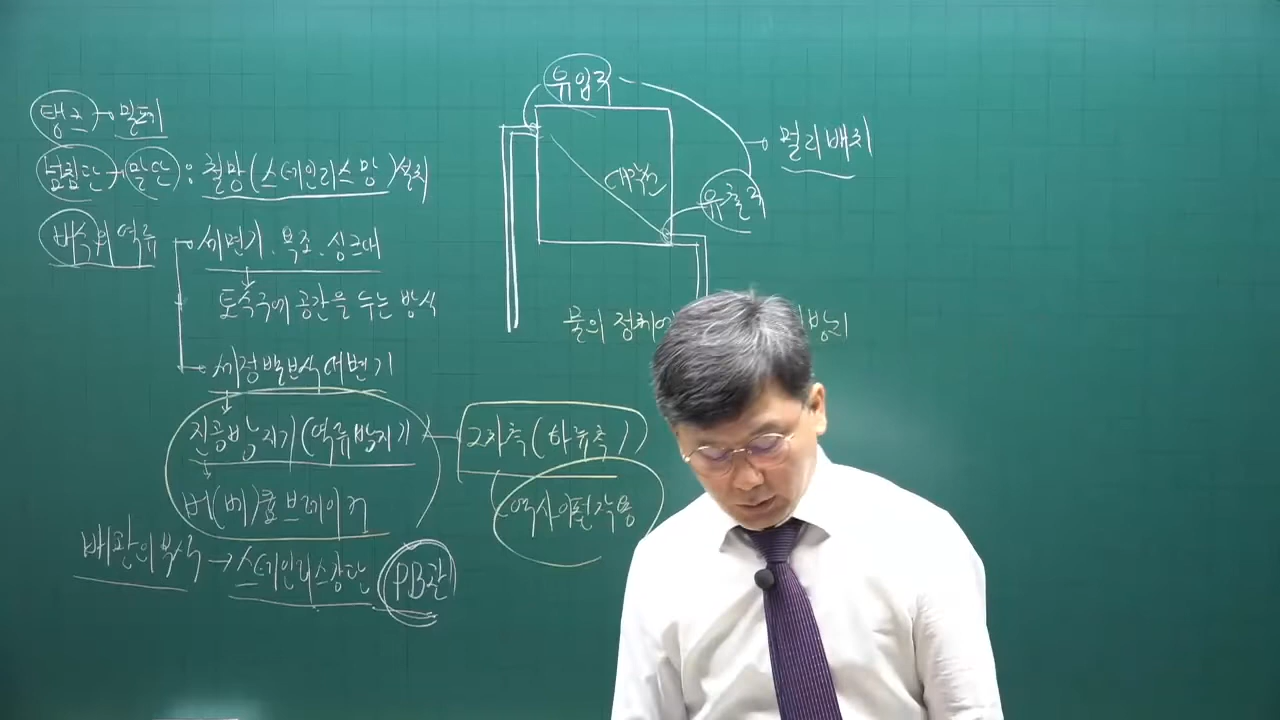 탱크 → 밀폐
넘침관 → 말단 : 철망(스테인리스망)설치
배수의 역류
세면기. 욕조. 싱크대
토수구에 공간을 두는 방식
세정밸브식 대변기
진공방지기(역류방지기)
버(베)큠브레이커
2차측(하류측)
(역사이펀작용
배관의 부식 → 스테인리스강관
PB관
유입구
유출구
멀리배치
물의 정체 방지